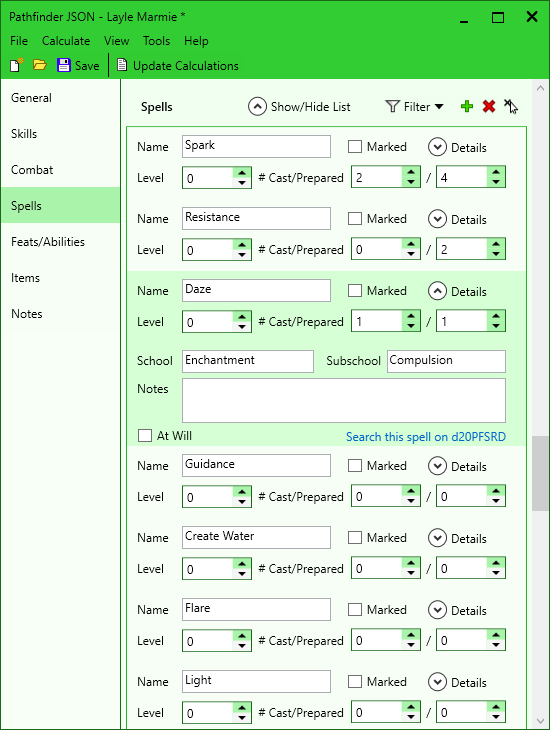 Pathfinder JSON - Layle Marmie *
File Calculate View Tools Help
Save Update Calculations
General
Skills
Combat
Spells
Feats/Abilities
Items
Notes
Spells Show/Hide List Filter
Name Spark Marked Details
Level 0 # Cast/Prepared 2 / 4
Name Resistance Marked Details
Level 0 # Cast/Prepared 0 / 2
Name Daze Marked Details
Level 0 # Cast/Prepared 1 / 1
School Enchantment Subschool Compulsion
Notes
At Will Search this spell on d20PFSRD
Name Guidance Marked Details
Level 0 # Cast/Prepared 0 / 0
Name Create Water Marked Details
Level 0 # Cast/Prepared 0 / 0
Name Flare Marked Details
Level 0 # Cast/Prepared 0 / 0
Name Light Marked Details
Level 0 # Cast/Prepared 0 / 0